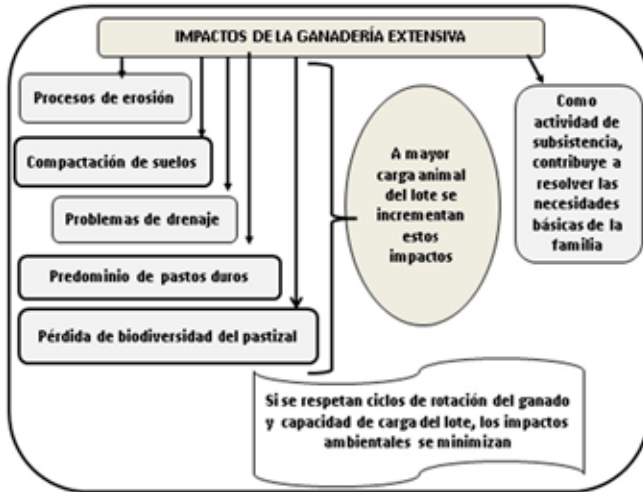 IMPACTOS DE LA GANADERÍA EXTENSIVA
Procesos de erosión
Compactación de suelos
Problemas de drenaje
Predominio de pastos duros
Pérdida de biodiversidad del pastizal
A mayor
carga animal
del lote se
incrementan
estos
impactos
Como
actividad de
subsistencia,
contribuye a
resolver las
necesidades
básicas de la
familia
Si se respetan ciclos de rotación del ganado
y capacidad de carga del lote, los impactos
ambientales se minimizan